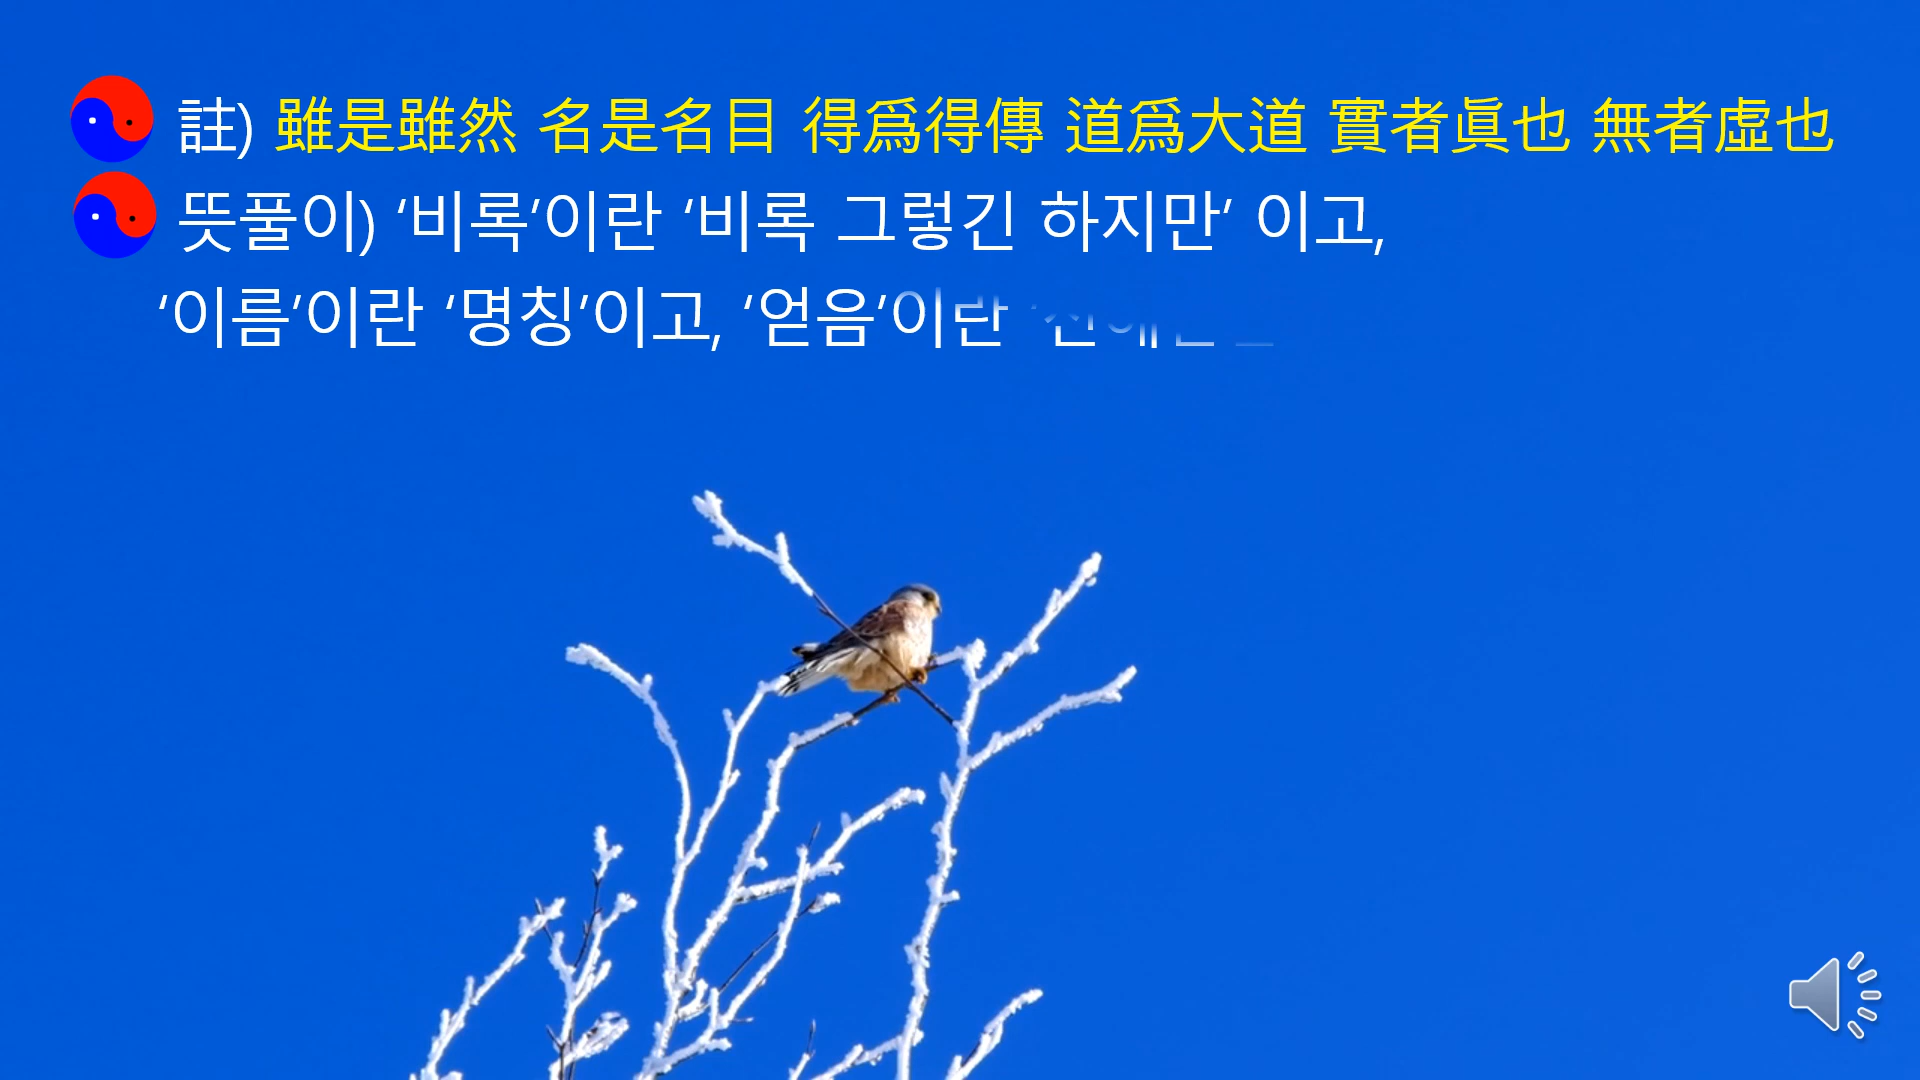 註) 雖是雖然 名是名目 得爲得傳 道爲大道 實者眞也 無者虛也
뜻풀이) ‘비록’이란 ‘비록 그렇긴 하지만’ 이고,
‘이름’이란 ‘명칭’이고, ‘얻음’이란